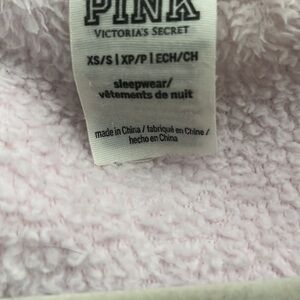 PINK
VICTORIA'S SECRET
XS/S | XP/P | ECH/CH
sleepwear/
vêtements de nuit
made in China / fabriqué en Chine /
hecho en China